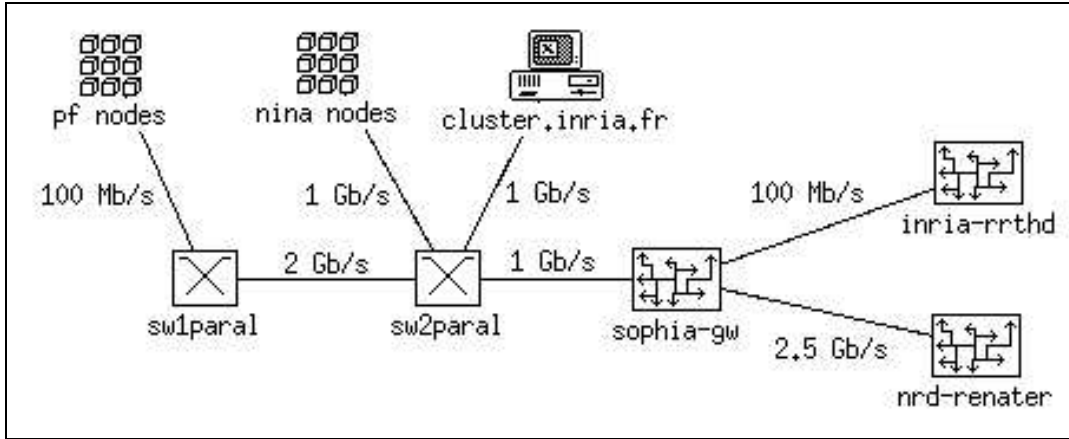 pf nodes
nina nodes
cluster.inria.fr
100 Mb/s
1 Gb/s
1 Gb/s
100 Mb/s
inria-rrthd
2 Gb/s
1 Gb/s
sw1paral
sw2paral
sophia-gw
2.5 Gb/s
nrd-renater